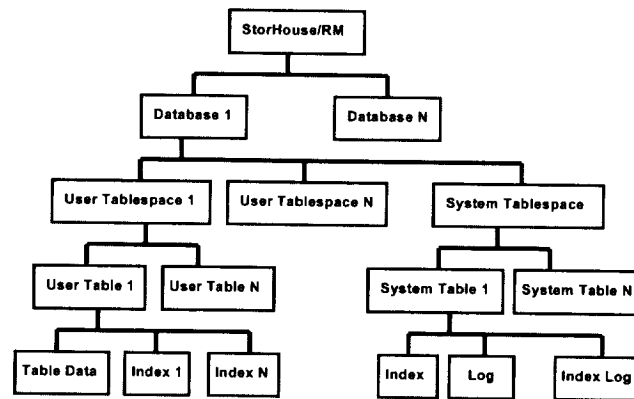 StorHouse/RM
Database 1
Database N
User Tablespace 1
User Tablespace N
System Tablespace
User Table 1
User Table N
System Table 1
System Table N
Table Data
Index 1
Index N
Index
Log
Index Log